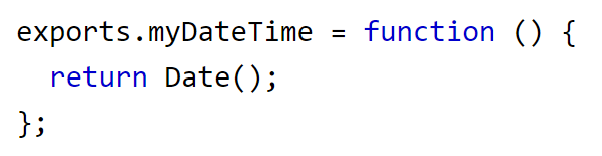 exports.myDateTime = function () {
  return Date();
};